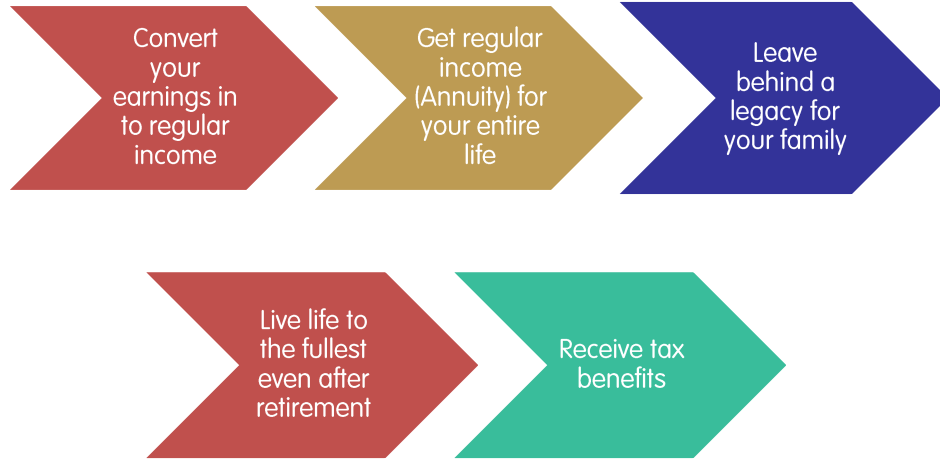 Convert
your
earnings in
to regular
income
Get regular
income
(Annuity) for
your entire
life
Leave
behind a
legacy for
your family
Live life to
the fullest
even after
retirement
Receive tax
benefits